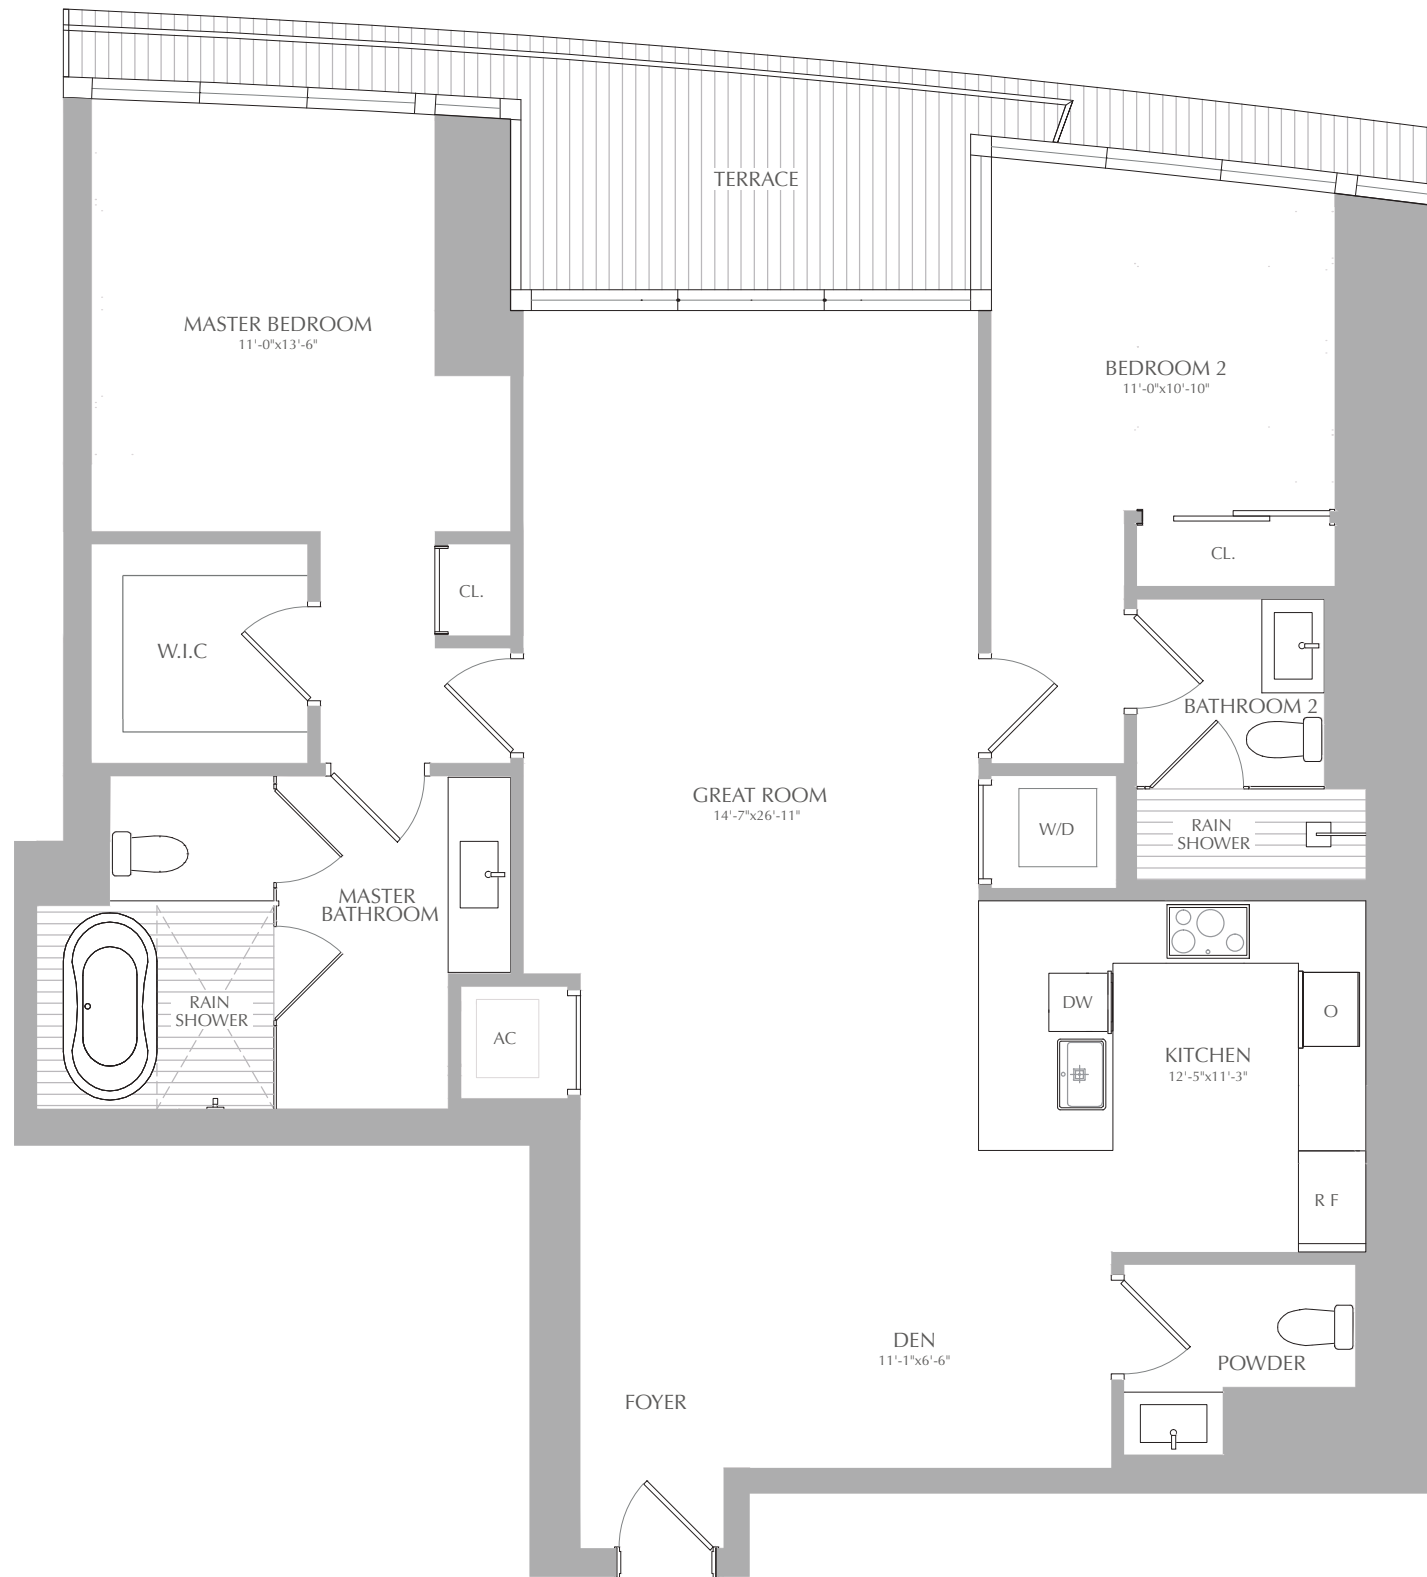 TERRACE
MASTER BEDROOM
11'-0"x13'-6"
BEDROOM 2
11'-0"x10'-10"
CL.
CL.
W.I.C
BATHROOM 2
GREAT ROOM
14'-7"x26'-11"
W/D
RAIN
SHOWER
MASTER
BATHROOM
RAIN
SHOWER
DW
O
AC
KITCHEN
12'-5"x11'-3"
R F
DEN
11'-1"x6'-6"
POWDER
FOYER